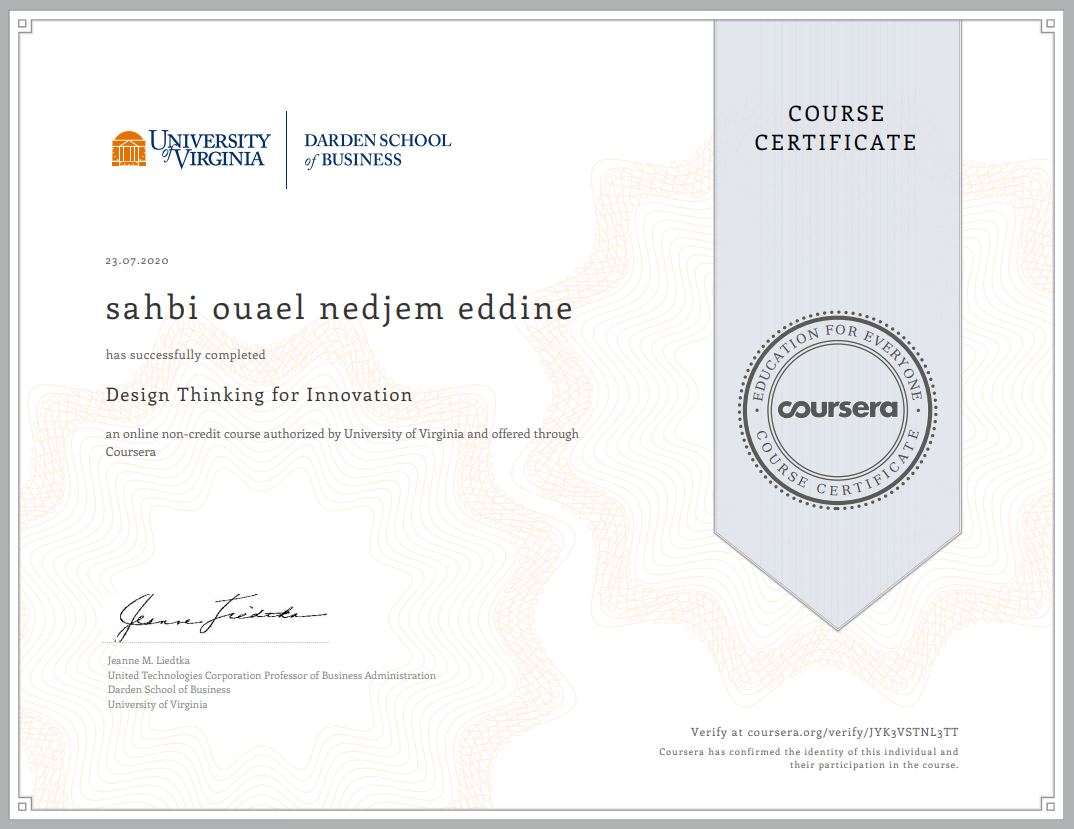 UNIVERSITY
of VIRGINIA
DARDEN SCHOOL
of BUSINESS
COURSE
CERTIFICATE
23.07.2020
sahbi ouael nedjem eddine
has successfully completed
Design Thinking for Innovation
an online non-credit course authorized by University of Virginia and offered through
Coursera
EDUCATION FOR EVERYONE
coursera
COURSE CERTIFICATE
Jeanne Liedtka
Jeanne M. Liedtka
United Technologies Corporation Professor of Business Administration
Darden School of Business
University of Virginia
Verify at coursera.org/verify/JYK3VSTNL3TT
Coursera has confirmed the identity of this individual and
their participation in the course.